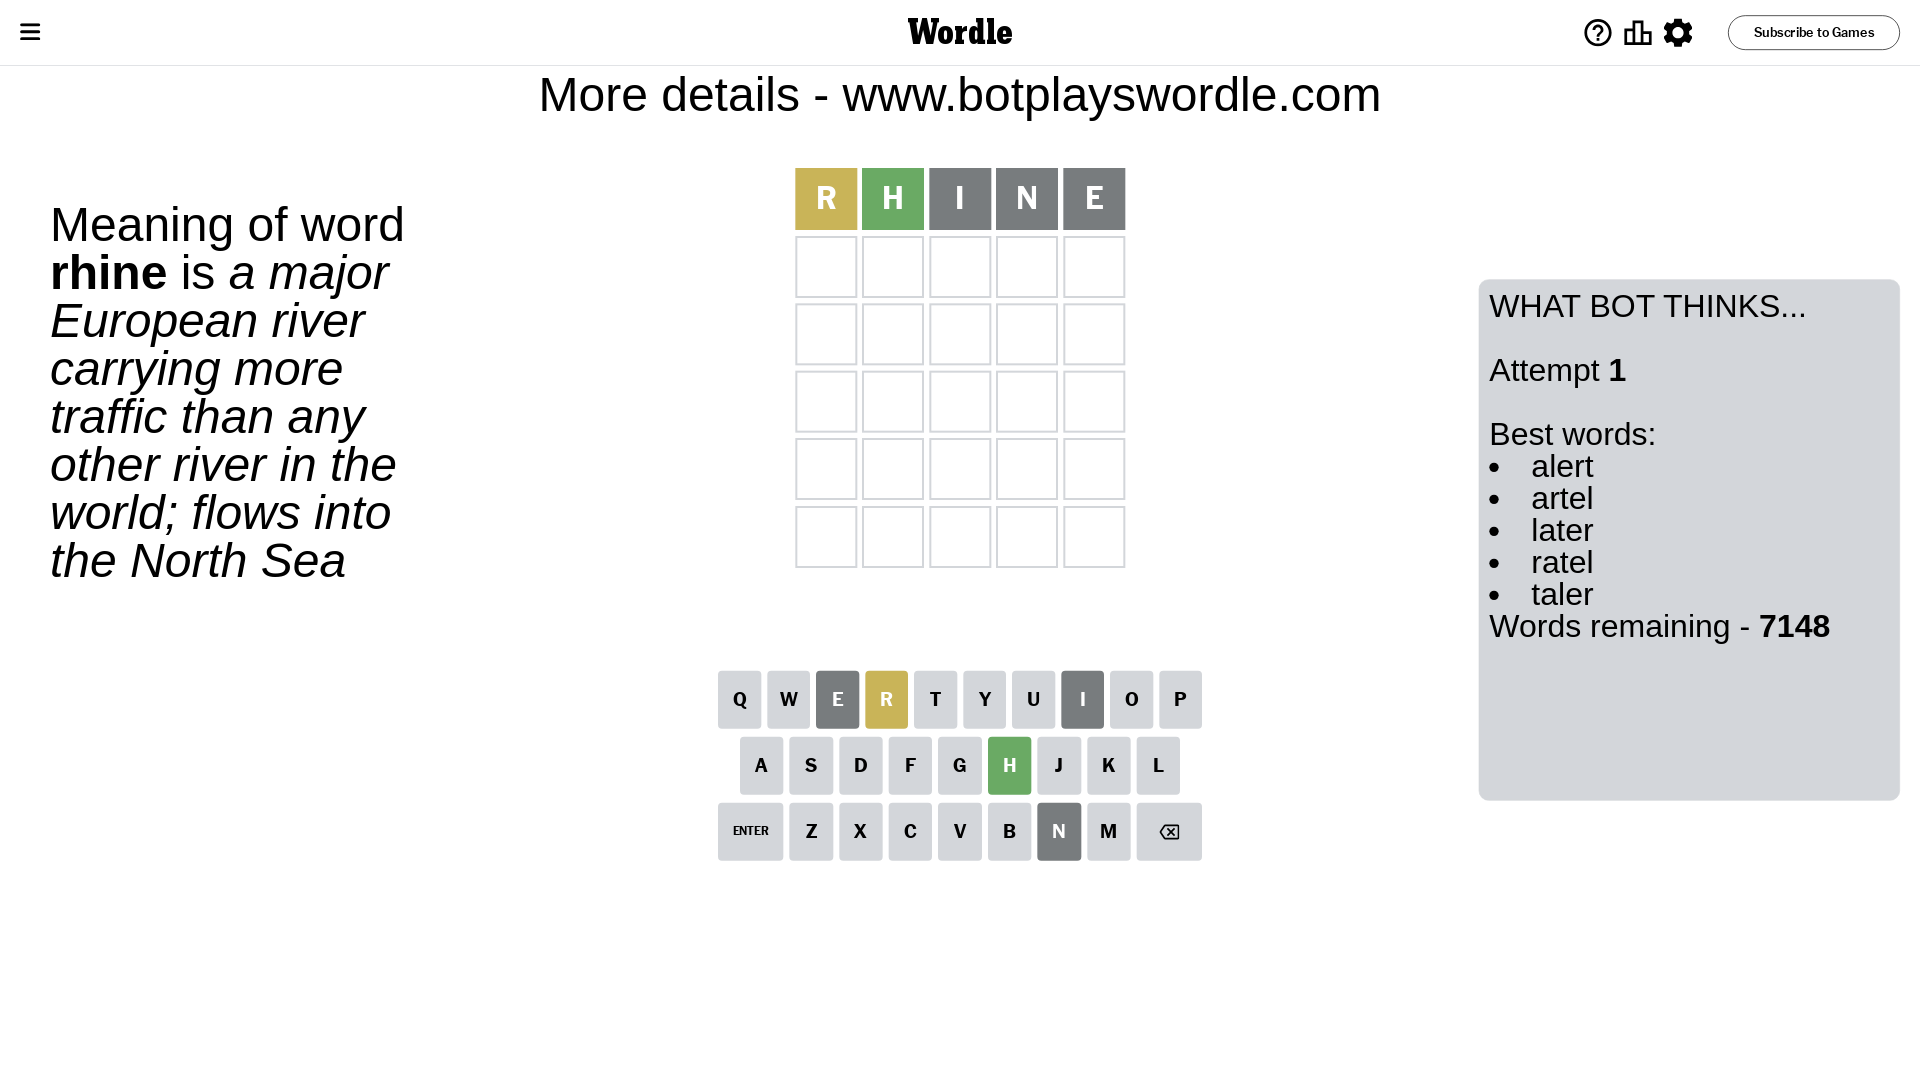 Wordle
Subscribe to Games
More details - www.botplayswordle.com
Meaning of word
rhine is a major
European river
carrying more
traffic than any
other river in the
world; flows into
the North Sea
R H I N E
WHAT BOT THINKS...
Attempt 1
Best words:
• alert
• artel
• later
• ratel
• taler
Words remaining - 7148
Q W E R T Y U I O P
A S D F G H J K L
ENTER Z X C V B N M